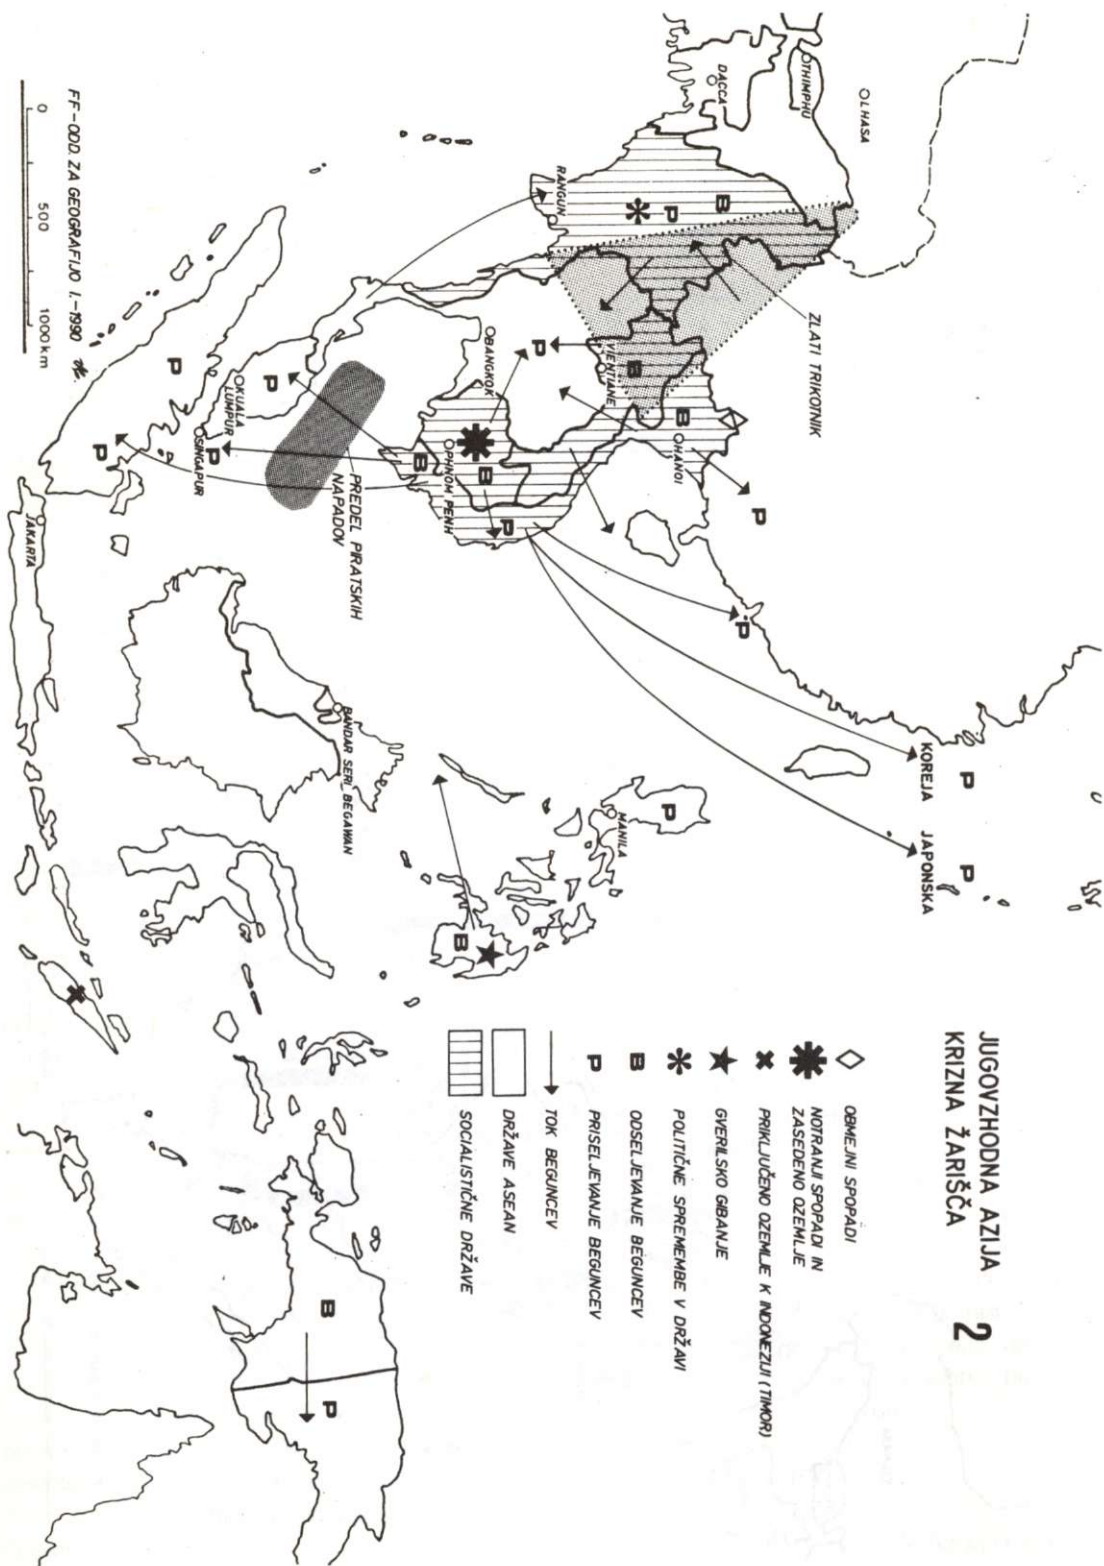 JUGOVZHODNA AZIJA
KRIZNA ŽARIŠČA
2
OBMEJNI SPOPADI
NOTRANJI SPOPADI IN
ZASEDENO OZEMLJE
PRIKLJUČENO OZEMLJE K INDONEZIJI (TIMOR)
GVERILSKO GIBANJE
POLITIČNE SPREMEMBE V DRŽAVI
B
ODSELJEVANJE BEGUNCEV
P
PRISELJEVANJE BEGUNCEV
TOK BEGUNCEV
DRŽAVE ASEAN
SOCIALISTIČNE DRŽAVE
LHASA
THIMPHU
DACCA
ZLATI TRIKOTNIK
KOREJA
JAPONSKA
P
P
B
P
RANGUN
B
HANOI
P
P
B
VIENTIANE
P
BANGKOK
B
P
PHNOM PENH
B
PREDEL PIRATSKIH
NAPADOV
MANILA
P
B
BANDAR SERI BEGAWAN
P
KUALA
LUMPUR
P
SINGAPUR
P
P
JAKARTA
B
P
0
500
1000 km
FF-ODD. ZA GEOGRAFIJO I.-1990